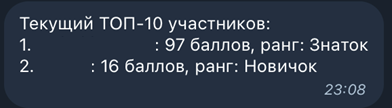 Текущий ТОП-10 участников:
1. : 97 баллов, ранг: Знаток
2. : 16 баллов, ранг: Новичок
23:08